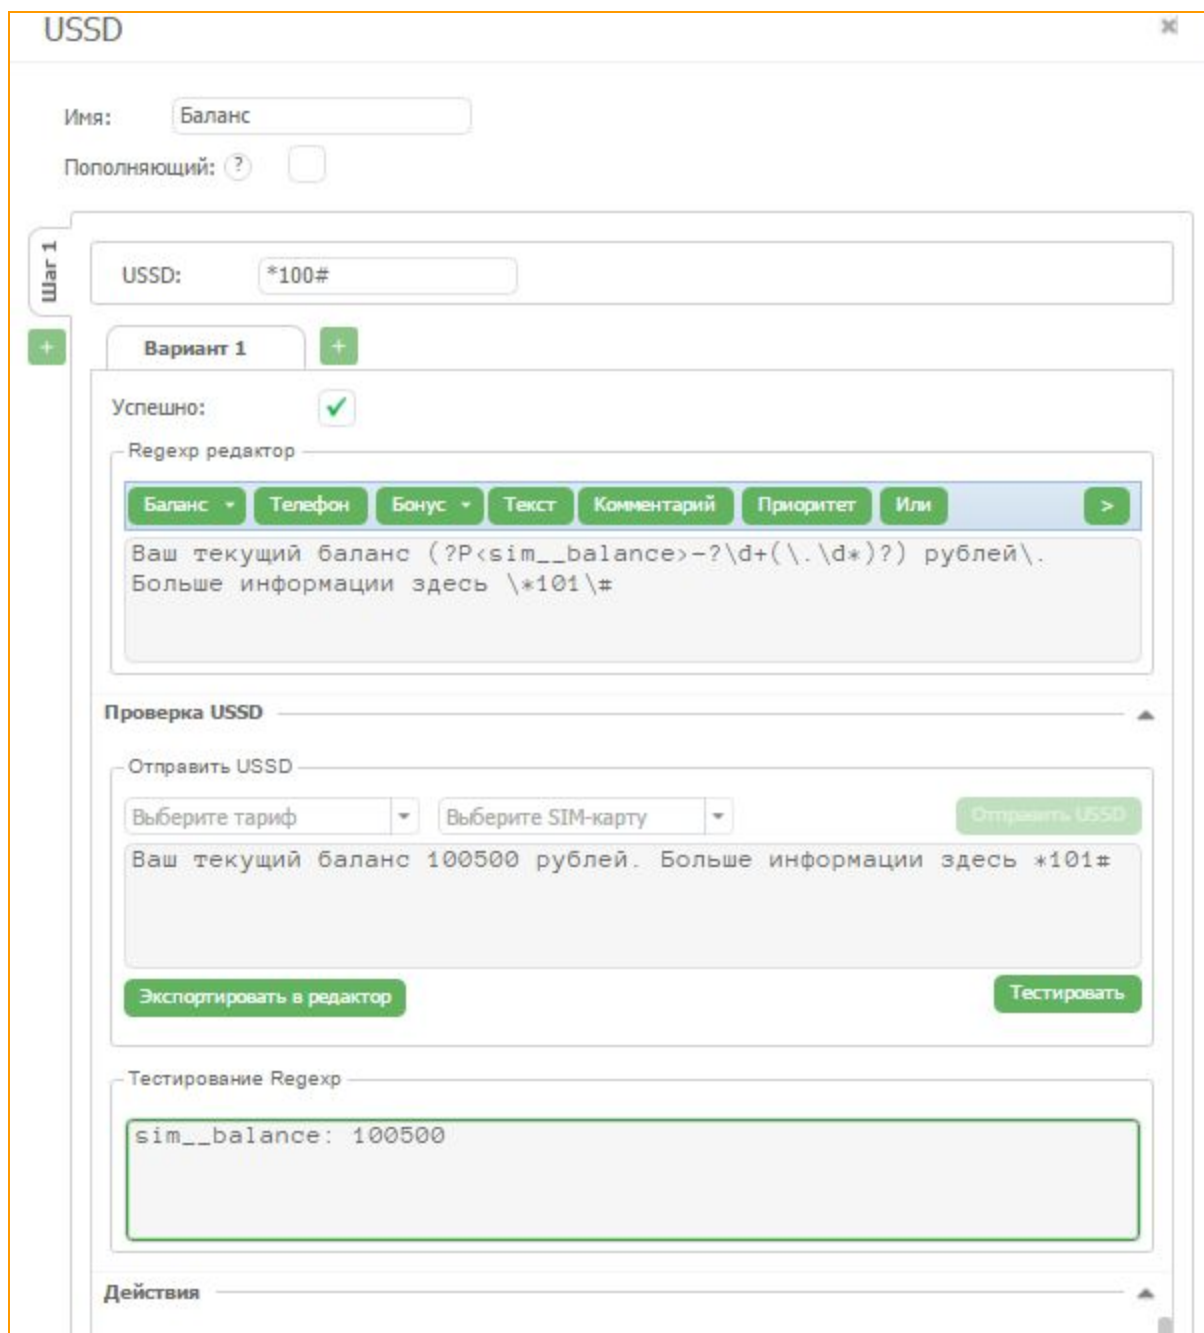 USSD
Имя: Баланс
Пополняющий: ?
Шаг 1
USSD: *100#
+
Вариант 1 +
Успешно:
Regexp редактор
Баланс Телефон Бонус Текст Комментарий Приоритет Или >
Ваш текущий баланс (?P<sim__balance>-?\d+(\.\d*)?) рублей\.
Больше информации здесь \*101\#
Проверка USSD
Отправить USSD
Выберите тариф Выберите SIM-карту Отправить USSD
Ваш текущий баланс 100500 рублей. Больше информации здесь *101#
Экспортировать в редактор Тестировать
Тестирование Regexp
sim__balance: 100500
Действия